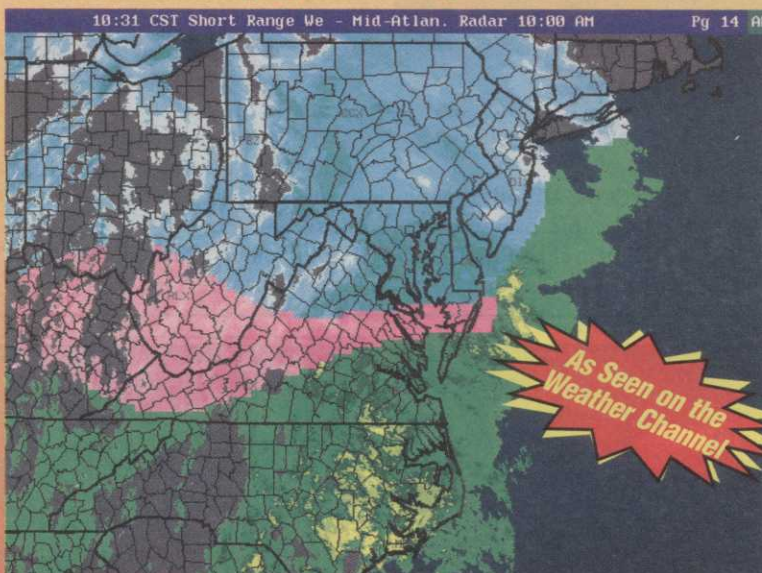 10:31 CST Short Range We - Mid-Atlan. Radar 10:00 AM Pg 14
As Seen on the
Weather Channel